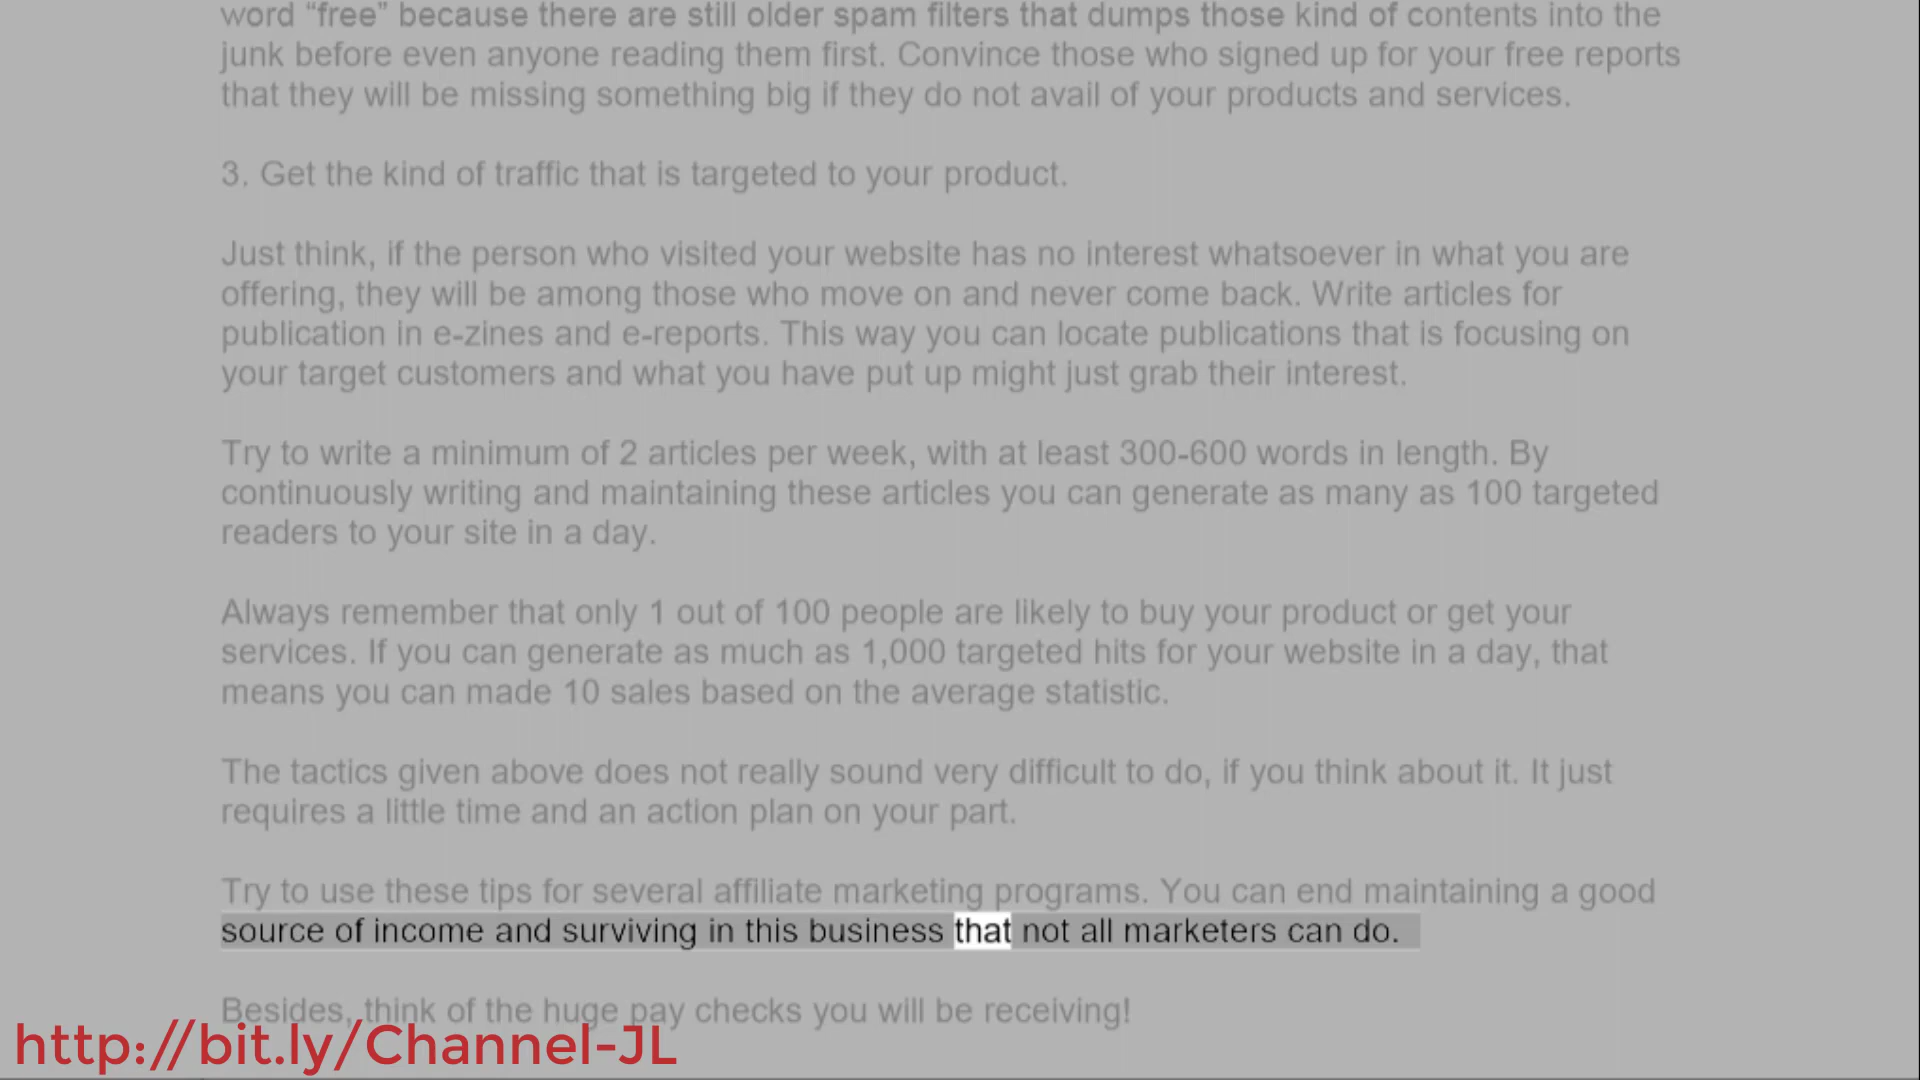 word “free” because there are still older spam filters that dumps those kind of contents into the
junk before even anyone reading them first. Convince those who signed up for your free reports
that they will be missing something big if they do not avail of your products and services.
3. Get the kind of traffic that is targeted to your product.
Just think, if the person who visited your website has no interest whatsoever in what you are
offering, they will be among those who move on and never come back. Write articles for
publication in e-zines and e-reports. This way you can locate publications that is focusing on
your target customers and what you have put up might just grab their interest.
Try to write a minimum of 2 articles per week, with at least 300-600 words in length. By
continuously writing and maintaining these articles you can generate as many as 100 targeted
readers to your site in a day.
Always remember that only 1 out of 100 people are likely to buy your product or get your
services. If you can generate as much as 1,000 targeted hits for your website in a day, that
means you can made 10 sales based on the average statistic.
The tactics given above does not really sound very difficult to do, if you think about it. It just
requires a little time and an action plan on your part.
Try to use these tips for several affiliate marketing programs. You can end maintaining a good
source of income and surviving in this business that not all marketers can do.
Besides, think of the huge pay checks you will be receiving!
http://bit.ly/Channel-JL